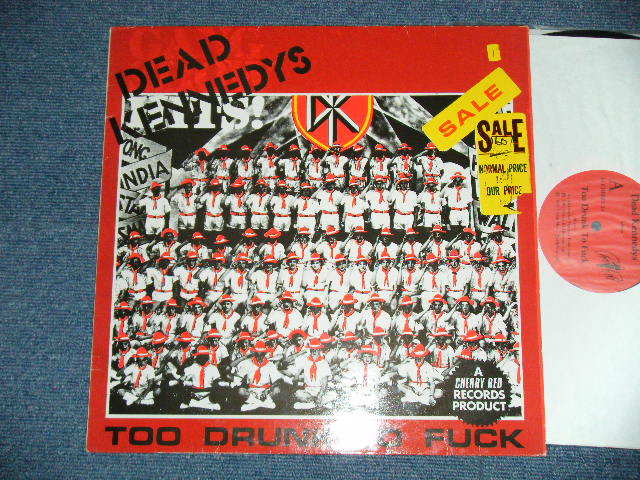 DEAD
KENNEDYS
DK
ONG
INDIA
SALE
SALE
NORMAL PRICE
OUR PRICE
A
Dead Kennedys
Too Drunk To Fuck
A
CHERRY RED
RECORDS
PRODUCT
TOO DRUNK TO FUCK